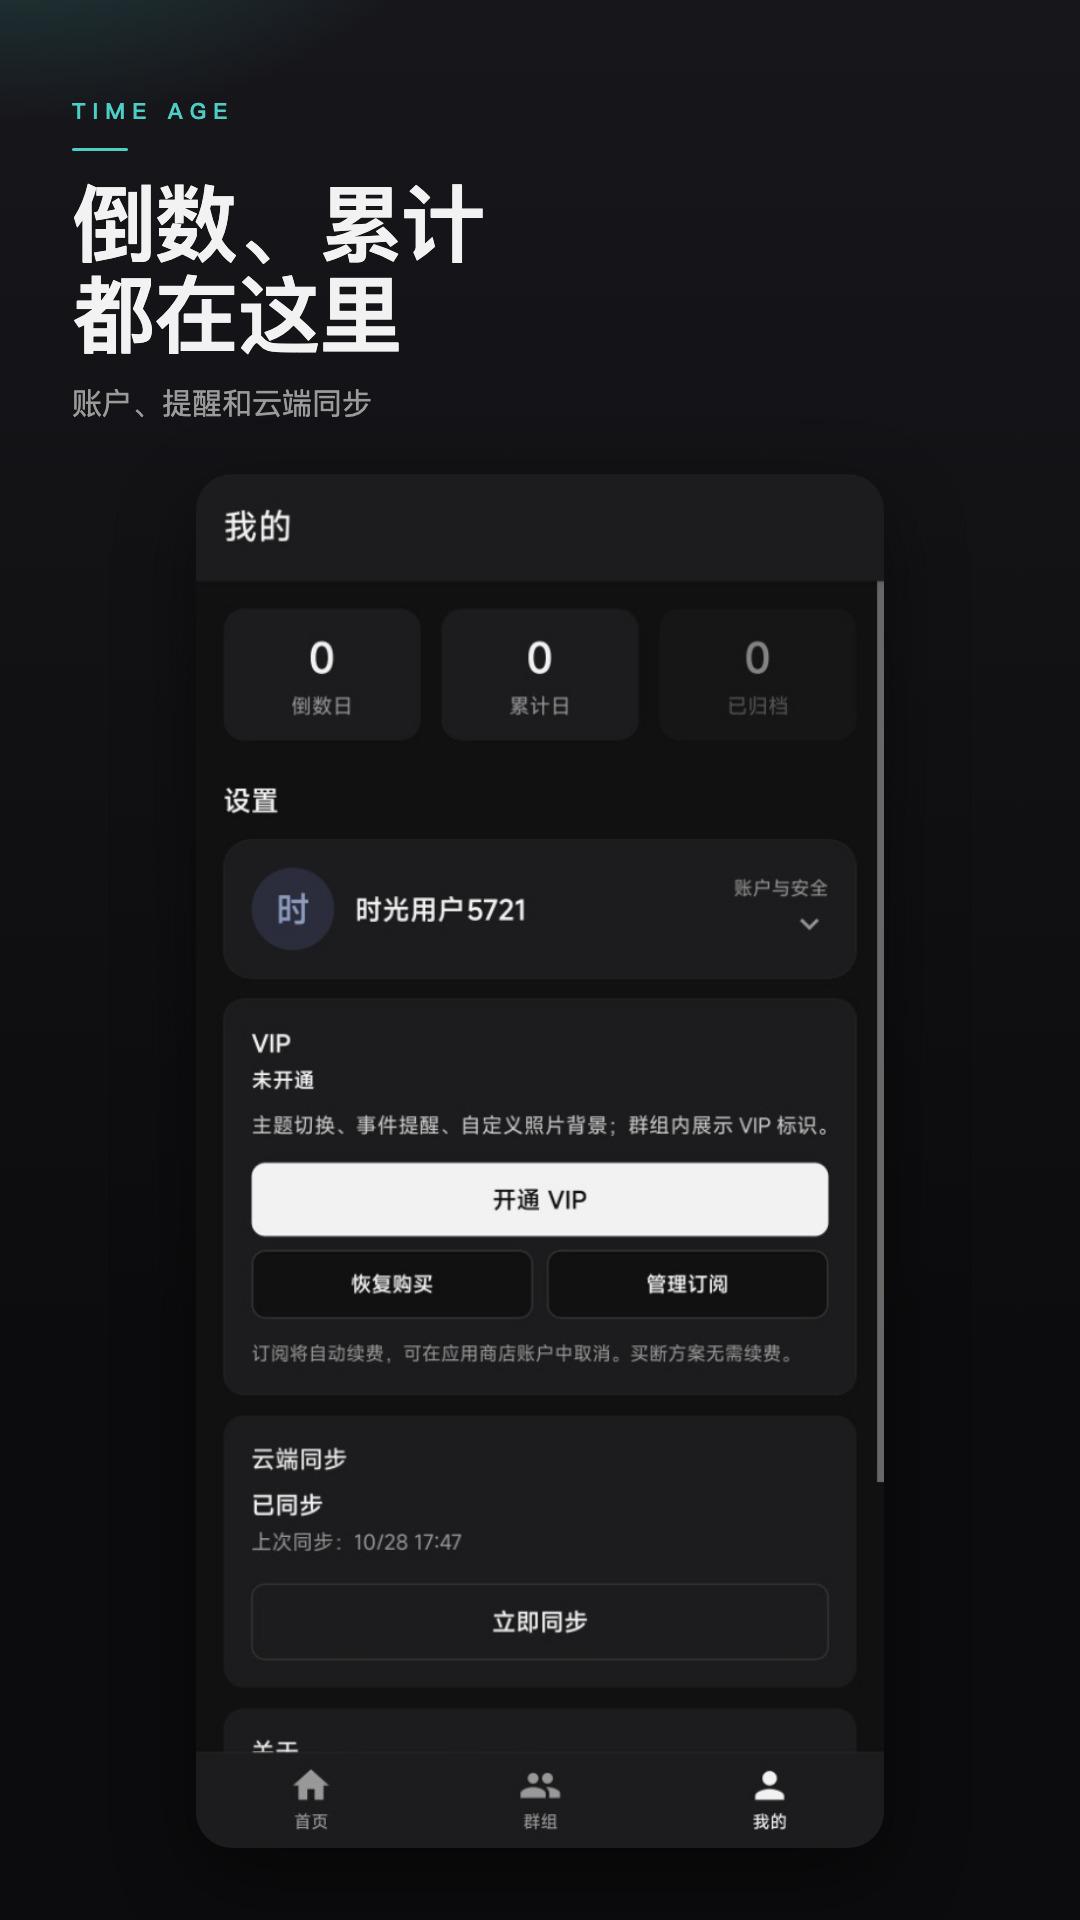 TIME AGE
倒数、累计
都在这里
账户、提醒和云端同步
我的
0
倒数日
0
累计日
0
已归档
设置
时
时光用户5721
账户与安全
VIP
未开通
主题切换、事件提醒、自定义照片背景；群组内展示 VIP 标识。
开通 VIP
恢复购买
管理订阅
订阅将自动续费，可在应用商店账户中取消。买断方案无需续费。
云端同步
已同步
上次同步：10/28 17:47
立即同步
关于
首页
群组
我的